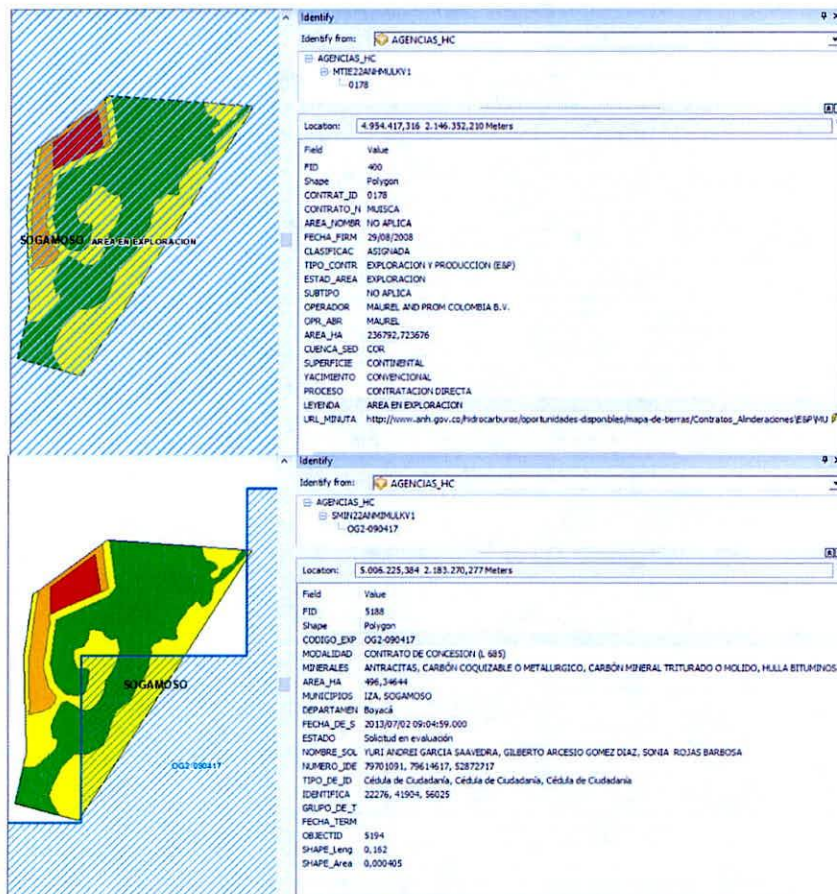 Identify
Identify from: AGENCIAS_HC
AGENCIAS_HC
MTIE22ANHMULKV1
0178
Location: 4.954.417,316 2.146.352,210 Meters
Field Value
FID 400
Shape Polygon
CONTRAT_ID 0178
CONTRATO_N MUISCA
AREA_NOMBR NO APLICA
FECHA_FIRM 29/08/2008
CLASIFICAC ASIGNADA
TIPO_CONTR EXPLORACION Y PRODUCCION (E&P)
ESTAD_AREA EXPLORACION
SUBTIPO NO APLICA
OPERADOR MAUREL AND PROM COLOMBIA B.V.
OPR_ABR MAUREL
AREA_HA 236792,723676
CUENCA_SED COR
SUPERFICIE CONTINENTAL
YACIMIENTO CONVENCIONAL
PROCESO CONTRATACION DIRECTA
LEYENDA AREA EN EXPLORACION
URL_MINUTA http://www.anh.gov.co/hidrocarburos/oportunidades-disponibles/mapa-de-tierras/Contratos_Alinderaciones\E&P\MU
SOGAMOSO AREA EN EXPLORACION
Identify
Identify from: AGENCIAS_HC
AGENCIAS_HC
SMIN22ANMIMULKV1
OG2-090417
Location: 5.006.225,384 2.183.270,277 Meters
Field Value
FID 5188
Shape Polygon
CODIGO_EXP OG2-090417
MODALIDAD CONTRATO DE CONCESION (L 685)
MINERALES ANTRACITAS, CARBÓN COQUIZABLE O METALURGICO, CARBÓN MINERAL TRITURADO O MOLIDO, HULLA BITUMINOS
AREA_HA 496,34644
MUNICIPIOS IZA, SOGAMOSO
DEPARTAMEN Boyacá
FECHA_DE_S 2013/07/02 09:04:59.000
ESTADO Solicitud en evaluación
NOMBRE_SOL YURI ANDREI GARCIA SAAVEDRA, GILBERTO ARCESIO GOMEZ DIAZ, SONIA ROJAS BARBOSA
NUMERO_IDE 79701091, 79614617, 52872717
TIPO_DE_ID Cédula de Ciudadanía, Cédula de Ciudadanía, Cédula de Ciudadanía
IDENTIFICA 22276, 41904, 56025
GRUPO_DE_T
FECHA_TERM
OBJECTID 5194
SHAPE_Leng 0,162
SHAPE_Area 0,000405
SOGAMOSO
OG2-090417